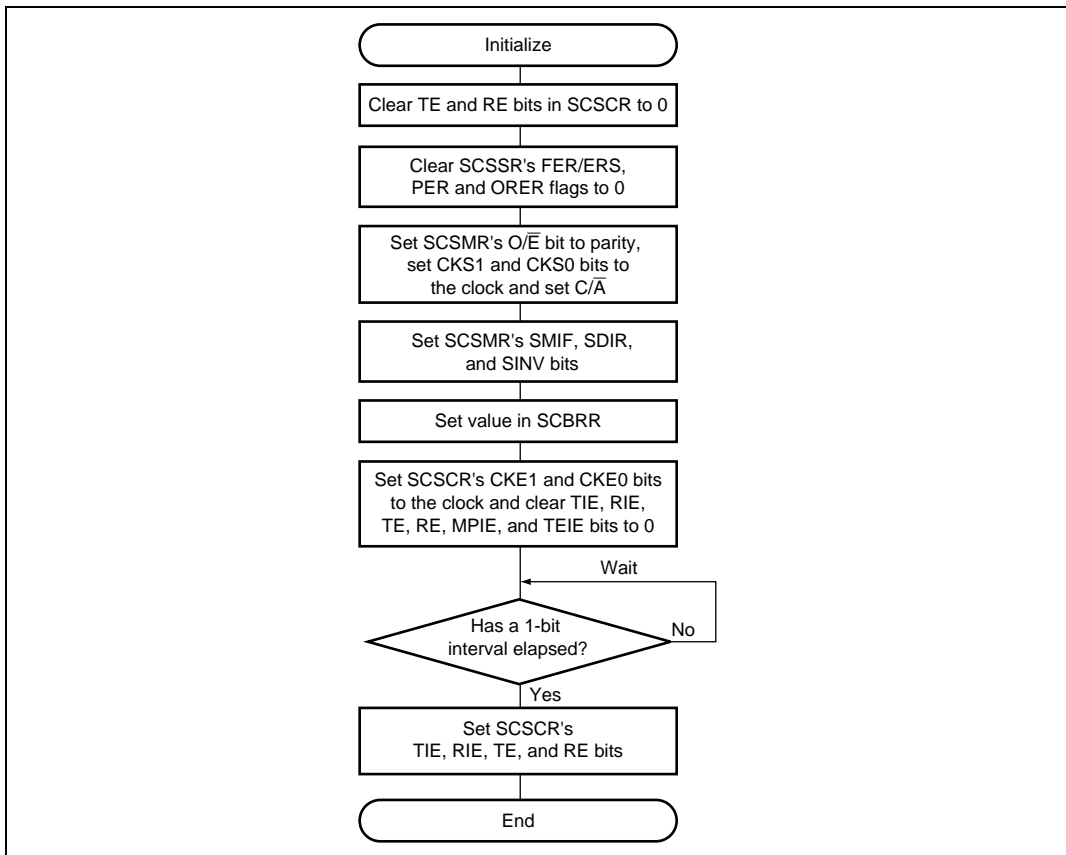 Initialize
Clear TE and RE bits in SCSCR to 0
Clear SCSSR's FER/ERS,
PER and ORER flags to 0
Set SCSMR's O/E̅ bit to parity,
set CKS1 and CKS0 bits to
the clock and set C/A̅
Set SCSMR's SMIF, SDIR,
and SINV bits
Set value in SCBRR
Set SCSCR's CKE1 and CKE0 bits
to the clock and clear TIE, RIE,
TE, RE, MPIE, and TEIE bits to 0
Wait
Has a 1-bit
interval elapsed?
No
Yes
Set SCSCR's
TIE, RIE, TE, and RE bits
End